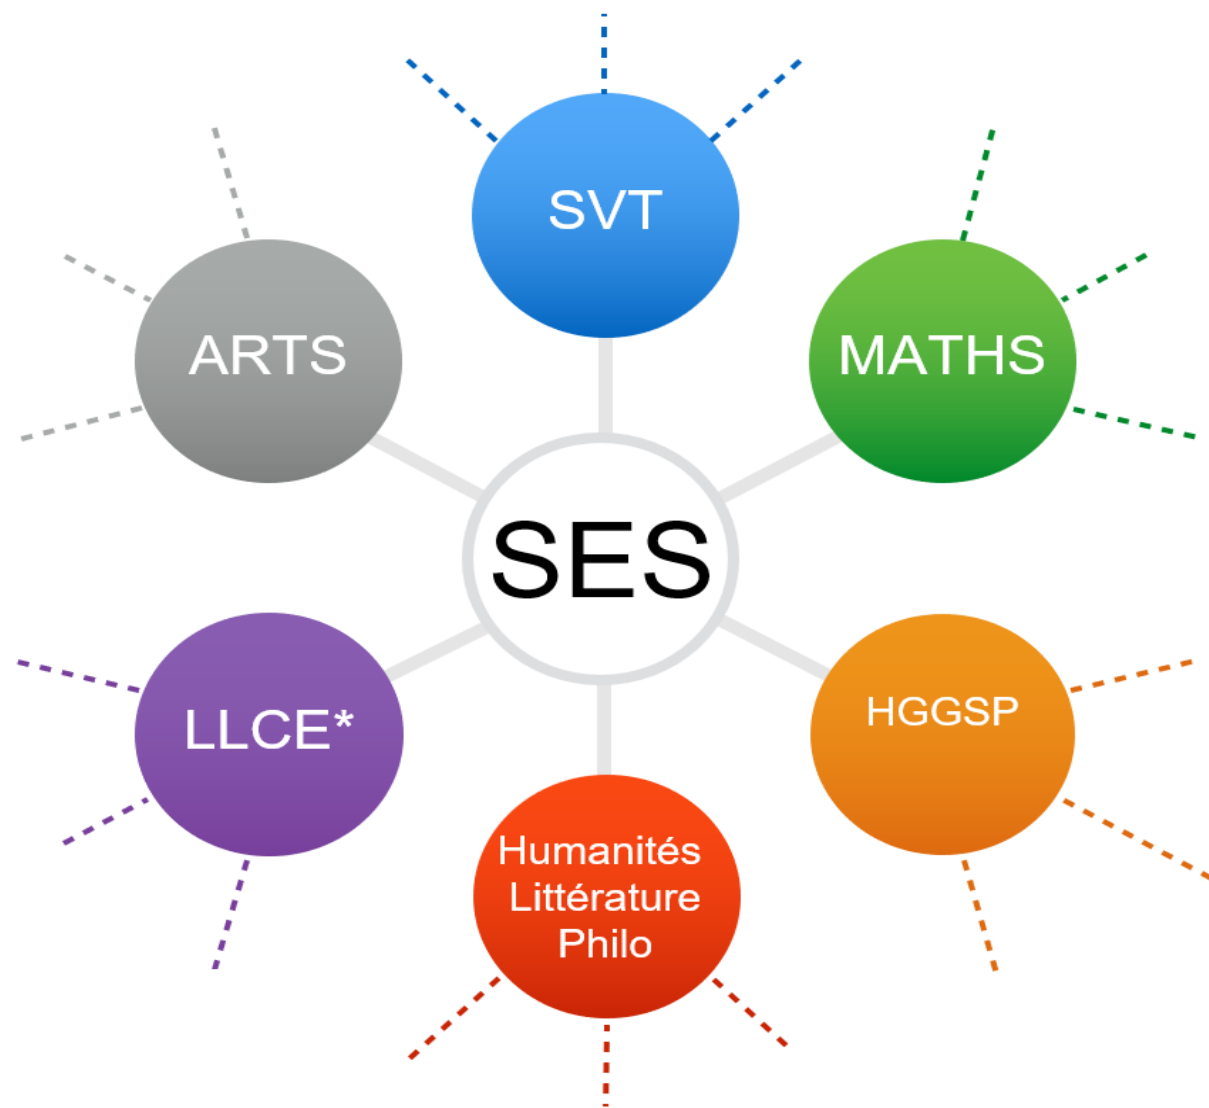 SVT
ARTS
MATHS
SES
LLCE*
HGGSP
Humanités
Littérature
Philo